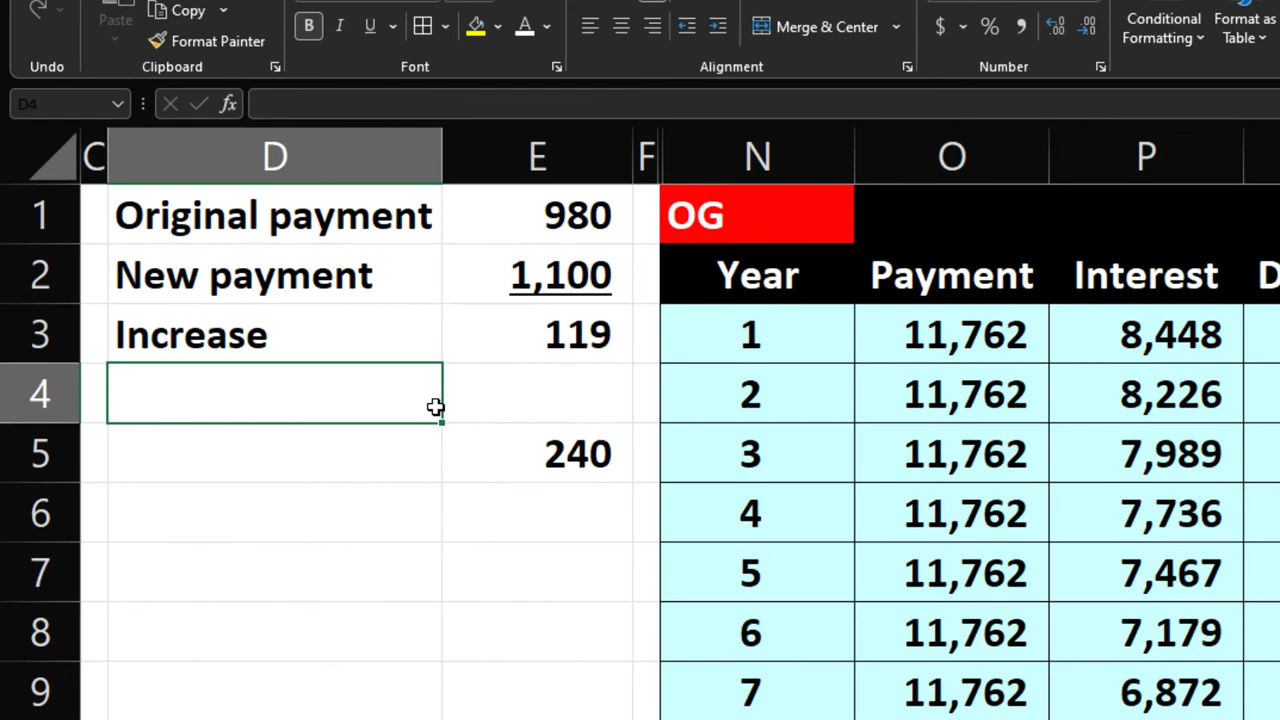 Paste
Copy
Format Painter
B I U A
Merge & Center
$ % 9
Conditional Formatting
Format as Table
Undo
Clipboard
Font
Alignment
Number
D4
fx
C D E F N O P
1 Original payment 980 OG
2 New payment 1,100 Year Payment Interest D
3 Increase 119 1 11,762 8,448
4 2 11,762 8,226
5 240 3 11,762 7,989
6 4 11,762 7,736
7 5 11,762 7,467
8 6 11,762 7,179
9 7 11,762 6,872